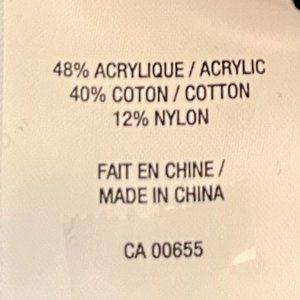 48% ACRYLIQUE / ACRYLIC
40% COTON / COTTON
12% NYLON
FAIT EN CHINE /
MADE IN CHINA
CA 00655